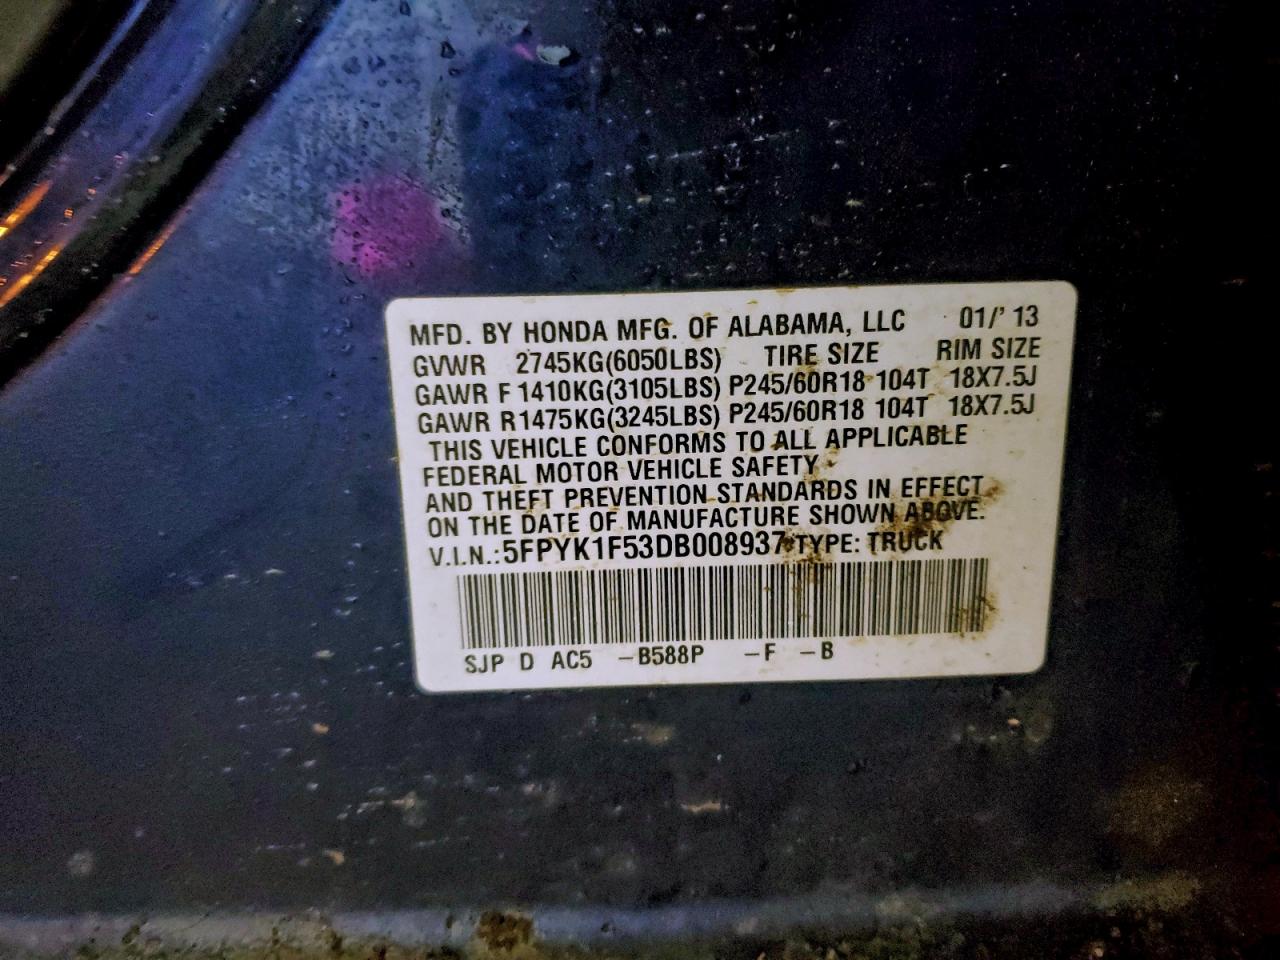 MFD. BY HONDA MFG. OF ALABAMA, LLC 01/' 13
GVWR 2745KG(6050LBS) TIRE SIZE RIM SIZE
GAWR F 1410KG(3105LBS) P245/60R18 104T 18X7.5J
GAWR R1475KG(3245LBS) P245/60R18 104T 18X7.5J
THIS VEHICLE CONFORMS TO ALL APPLICABLE
FEDERAL MOTOR VEHICLE SAFETY
AND THEFT PREVENTION STANDARDS IN EFFECT
ON THE DATE OF MANUFACTURE SHOWN ABOVE.
V.I.N.:5FPYK1F53DB008937 TYPE: TRUCK
SJP D AC5 -B588P -F -B